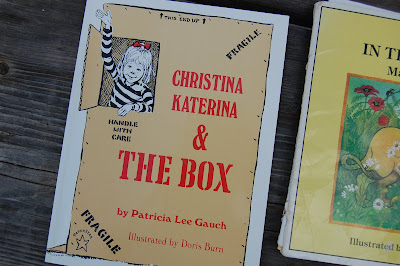 ↑ THIS END UP ↑
FRAGILE
CHRISTINA
KATERINA
&
THE BOX
HANDLE
WITH
CARE
by Patricia Lee Gauch
Illustrated by Doris Burn
FRAGILE
IN T
Ma
Illustrated b